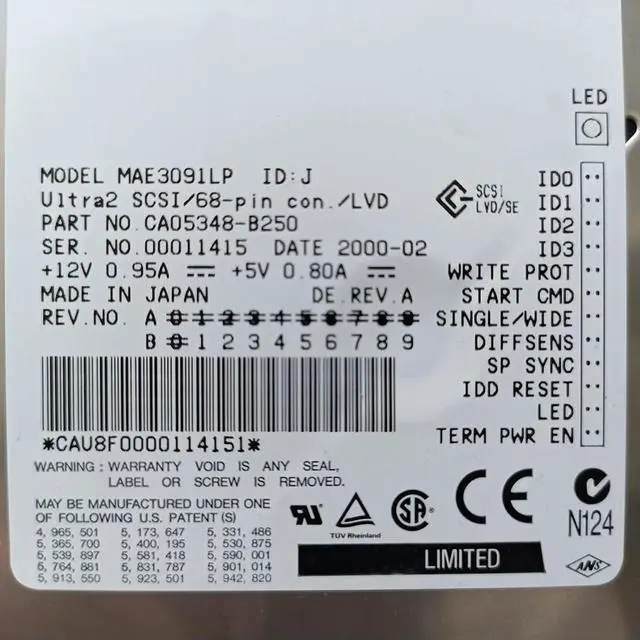 LED
MODEL MAE3091LP ID:J
Ultra2 SCSI/68-pin con./LVD
PART NO.CA05348-B250
SER. NO.00011415 DATE 2000-02
+12V 0.95A +5V 0.80A
MADE IN JAPAN DE.REV.A
REV.NO. A 0 1 2 3 4 5 6 7 8 9
B 0 1 2 3 4 5 6 7 8 9
SCSI
LVD/SE
ID0
ID1
ID2
ID3
WRITE PROT
START CMD
SINGLE/WIDE
DIFFSENS
SP SYNC
IDD RESET
LED
TERM PWR EN
*CAU8F0000114151*
WARNING : WARRANTY VOID IS ANY SEAL,
LABEL OR SCREW IS REMOVED.
MAY BE MANUFACTURED UNDER ONE
OF FOLLOWING U.S. PATENT (S)
4, 965, 501 5, 173, 647 5, 331, 486
5, 365, 700 5, 400, 195 5, 530, 875
5, 539, 897 5, 581, 418 5, 590, 001
5, 764, 881 5, 831, 787 5, 901, 014
5, 913, 550 5, 923, 501 5, 942, 820
TÜV Rheinland
SA
CE
N124
LIMITED
ANS